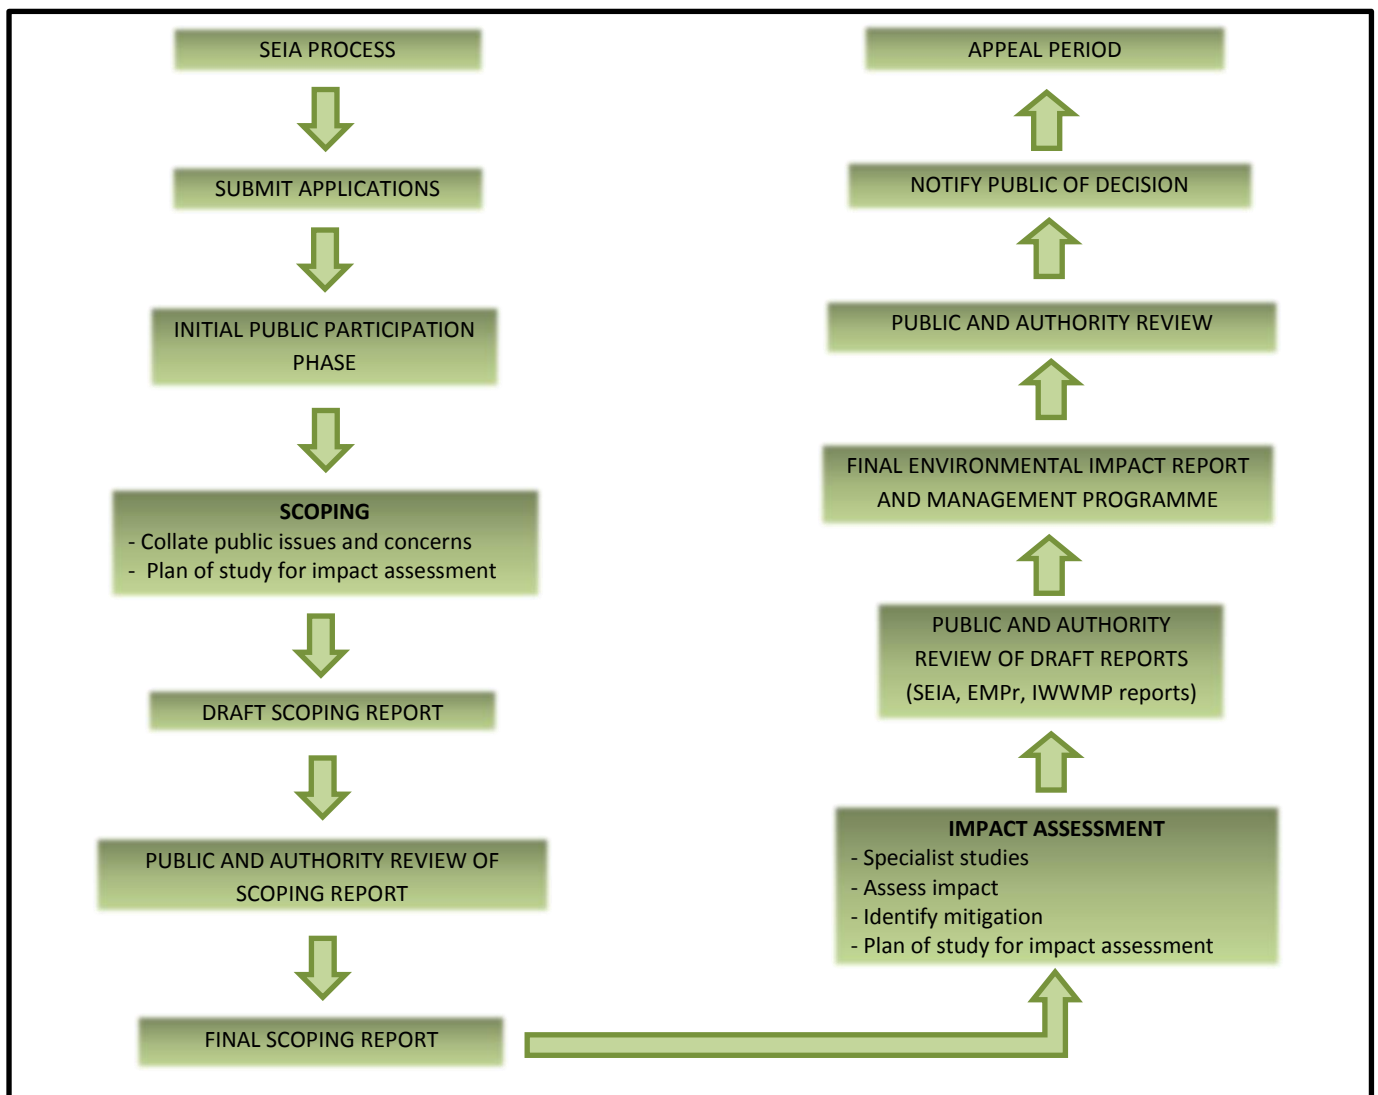 SEIA PROCESS
SUBMIT APPLICATIONS
INITIAL PUBLIC PARTICIPATION
PHASE
SCOPING
- Collate public issues and concerns
- Plan of study for impact assessment
DRAFT SCOPING REPORT
PUBLIC AND AUTHORITY REVIEW OF
SCOPING REPORT
FINAL SCOPING REPORT
IMPACT ASSESSMENT
- Specialist studies
- Assess impact
- Identify mitigation
- Plan of study for impact assessment
PUBLIC AND AUTHORITY
REVIEW OF DRAFT REPORTS
(SEIA, EMPr, IWWMP reports)
FINAL ENVIRONMENTAL IMPACT REPORT
AND MANAGEMENT PROGRAMME
PUBLIC AND AUTHORITY REVIEW
NOTIFY PUBLIC OF DECISION
APPEAL PERIOD